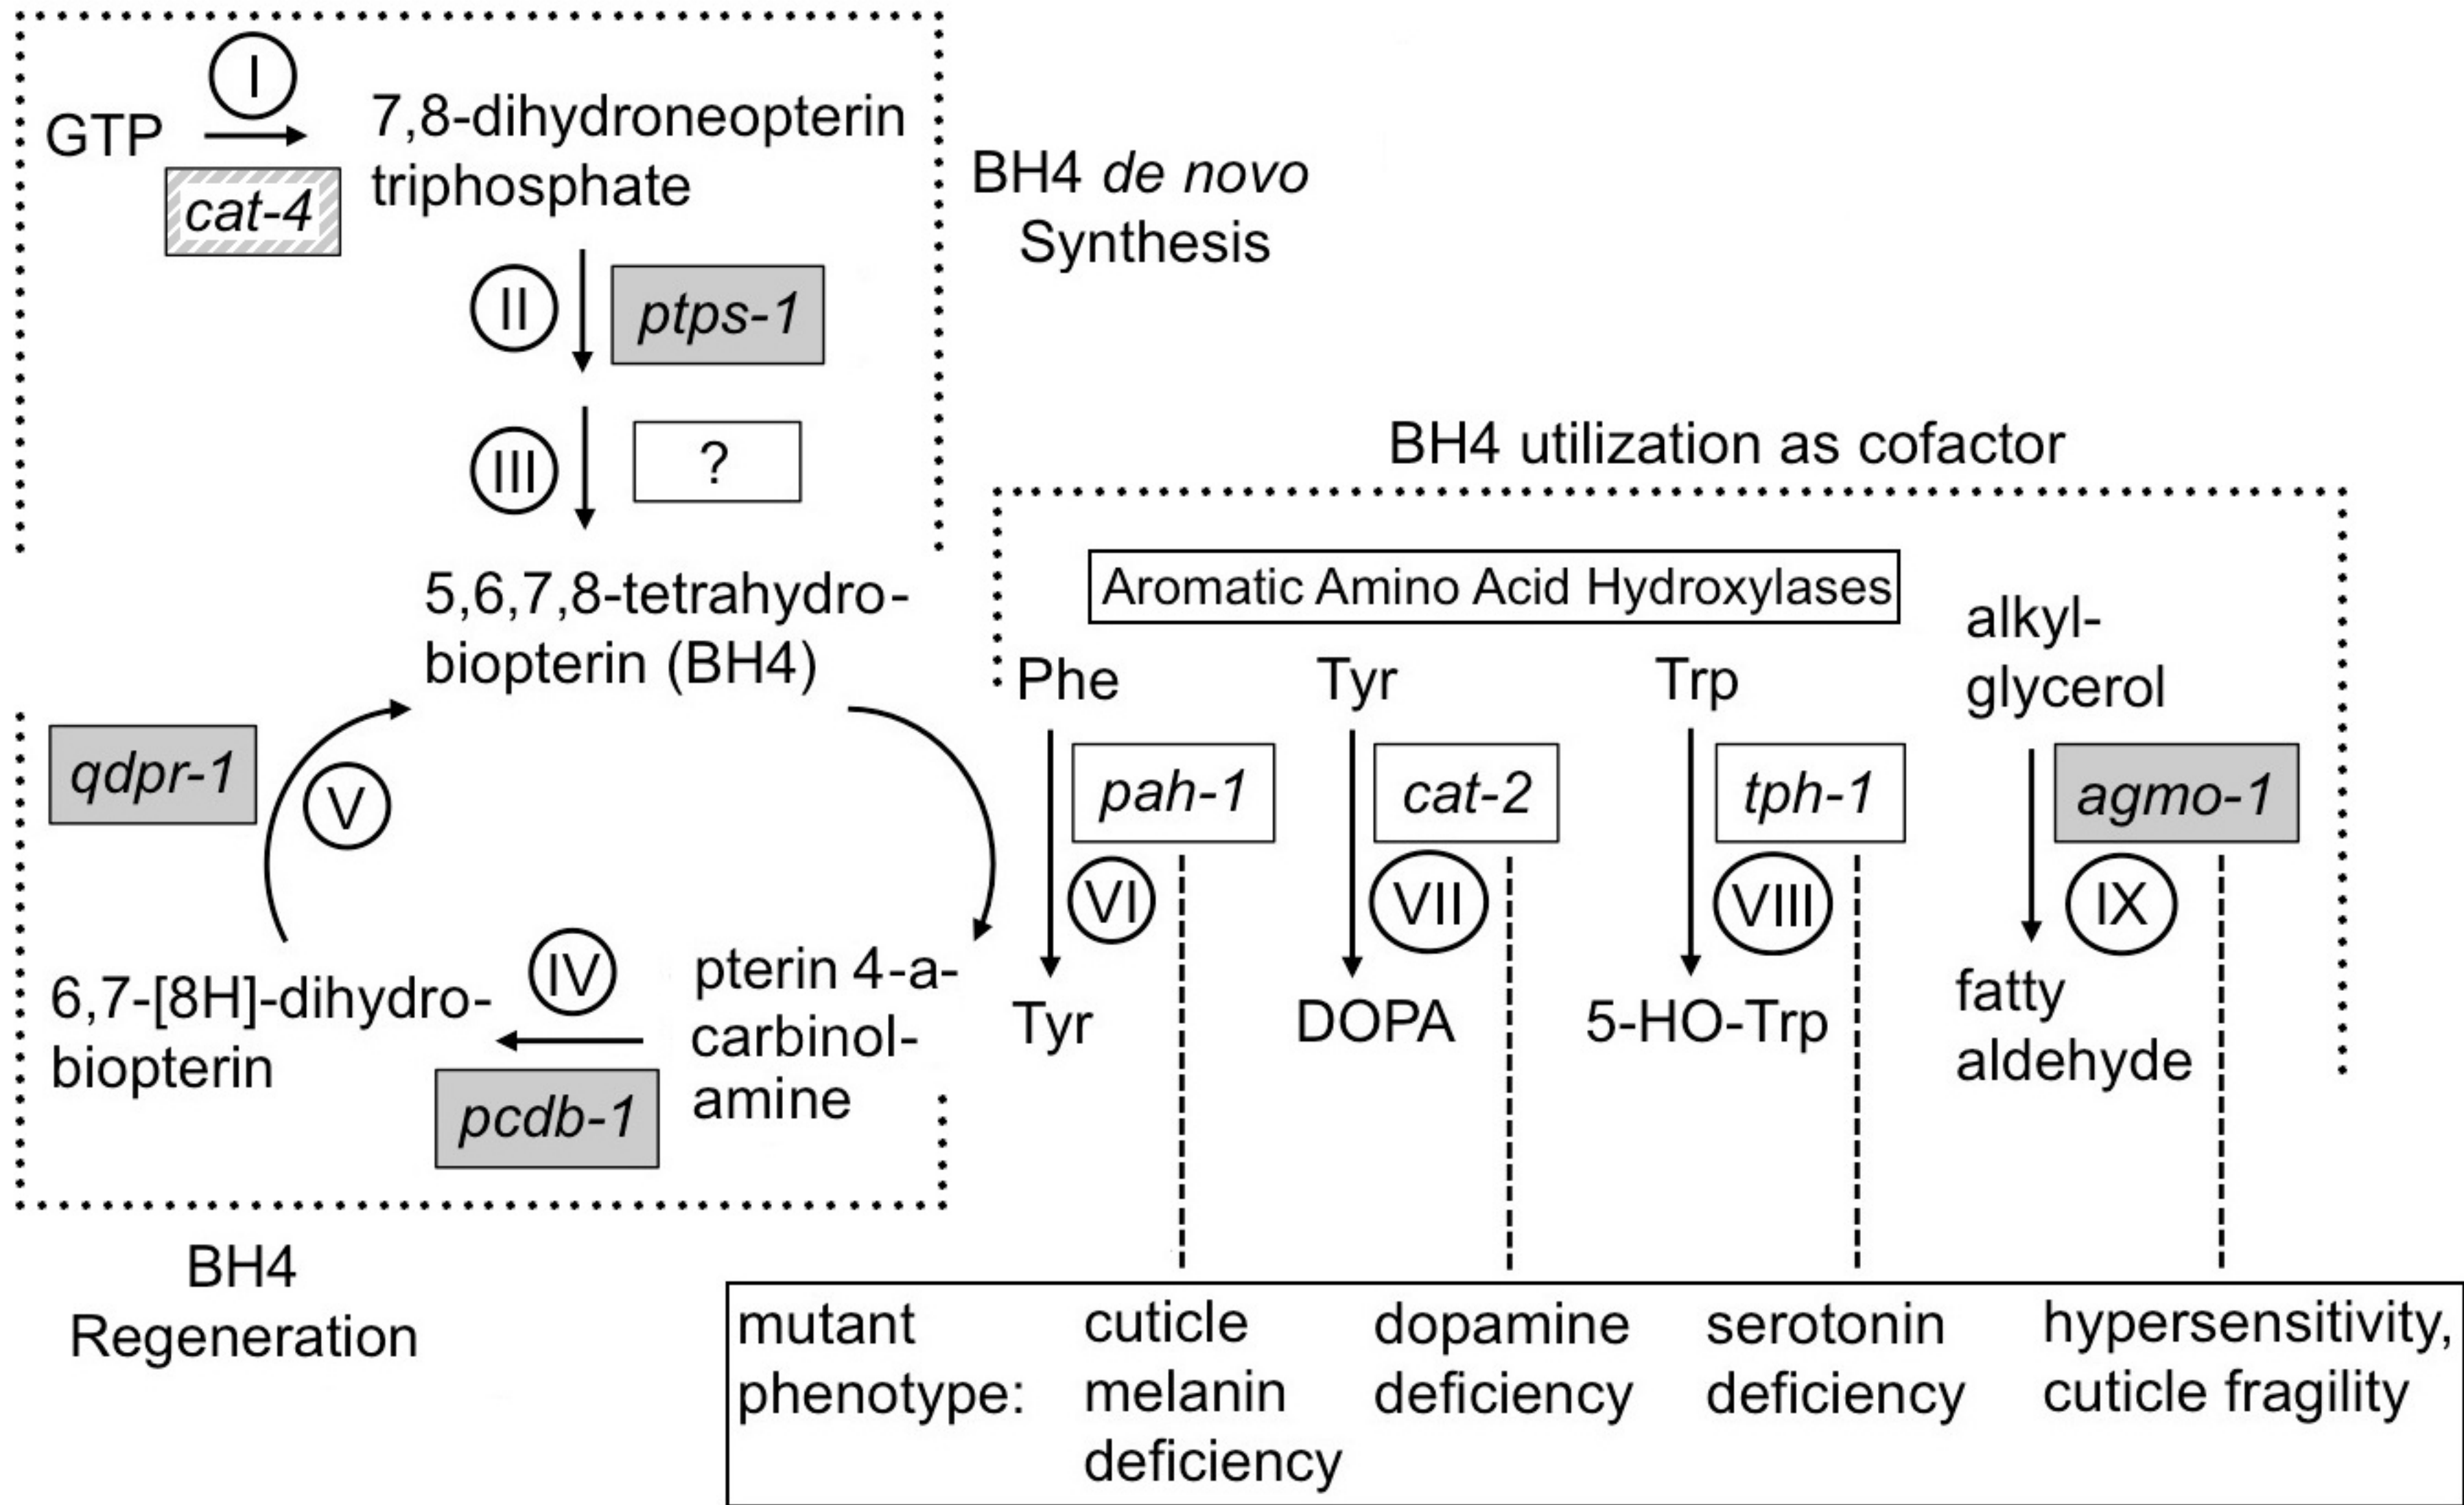 I
GTP
cat-4
7,8-dihydroneopterin
triphosphate
BH4 de novo
Synthesis
II
ptps-1
III
?
5,6,7,8-tetrahydro-
biopterin (BH4)
qdpr-1
V
6,7-[8H]-dihydro-
biopterin
IV
pcdb-1
pterin 4-a-
carbinol-
amine
BH4
Regeneration
BH4 utilization as cofactor
Aromatic Amino Acid Hydroxylases
Phe
pah-1
VI
Tyr
Tyr
cat-2
VII
DOPA
Trp
tph-1
VIII
5-HO-Trp
alkyl-
glycerol
agmo-1
IX
fatty
aldehyde
mutant
phenotype:
cuticle
melanin
deficiency
dopamine
deficiency
serotonin
deficiency
hypersensitivity,
cuticle fragility